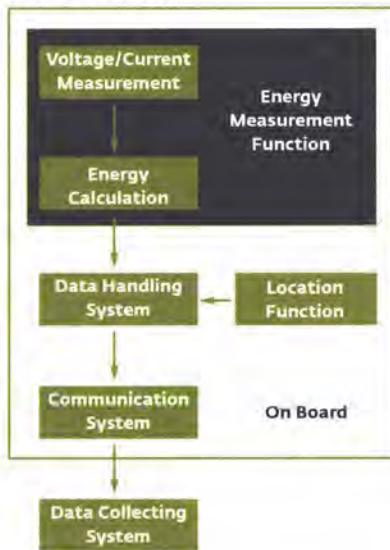 Voltage/Current
Measurement
Energy
Measurement
Function
Energy
Calculation
Data Handling
System
Location
Function
Communication
System
On Board
Data Collecting
System